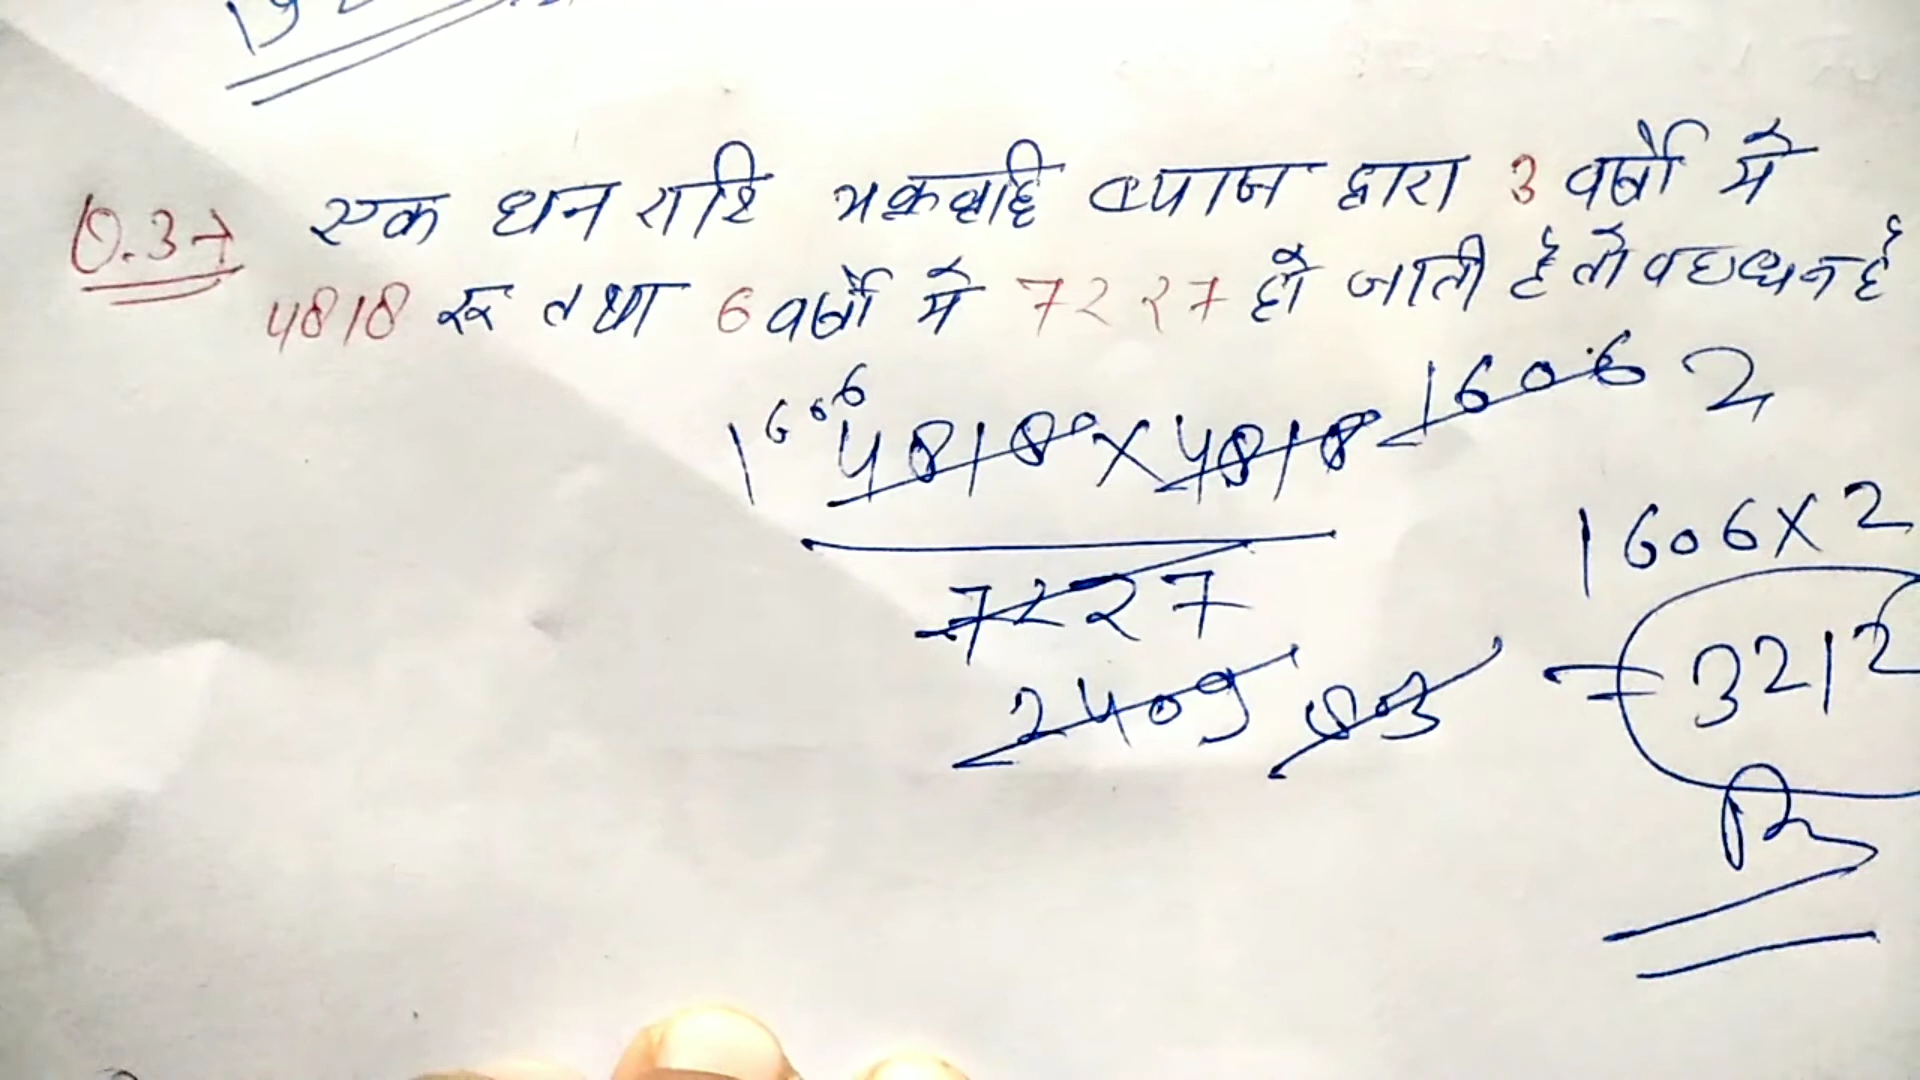 Q.3→ एक धन राशि चक्रवृद्धि ब्याज द्वारा 3 वर्षो मे
4818 रू तथा 6 वर्षो मे 7227 हो जाती है तो वह धन है
1606 4818 × 4818 1606 2
7227
2409 803
1606×2
= 3212